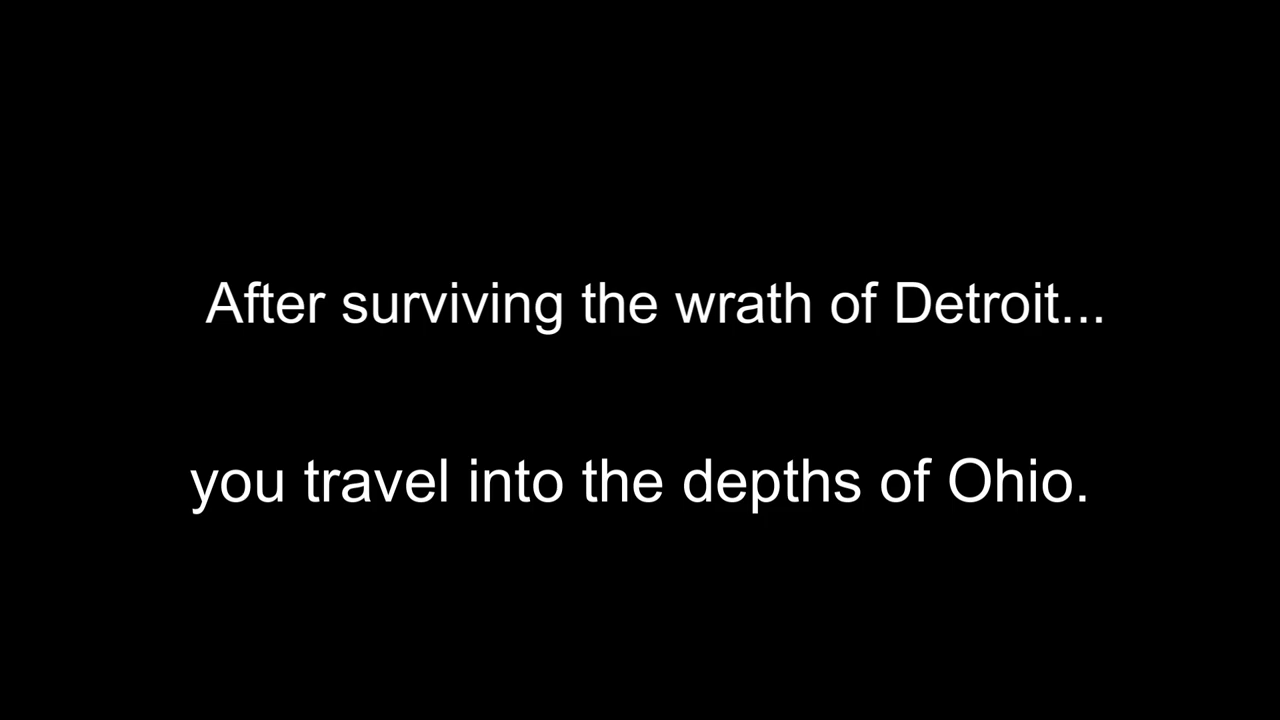 After surviving the wrath of Detroit...
you travel into the depths of Ohio.